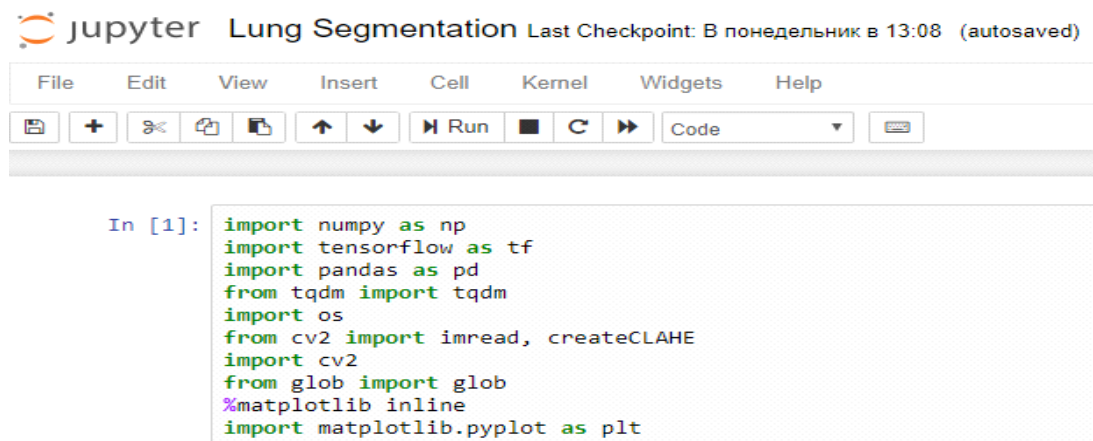 jupyter Lung Segmentation Last Checkpoint: В понедельник в 13:08 (autosaved)
File Edit View Insert Cell Kernel Widgets Help
Run Code
In [1]: import numpy as np
import tensorflow as tf
import pandas as pd
from tqdm import tqdm
import os
from cv2 import imread, createCLAHE
import cv2
from glob import glob
%matplotlib inline
import matplotlib.pyplot as plt